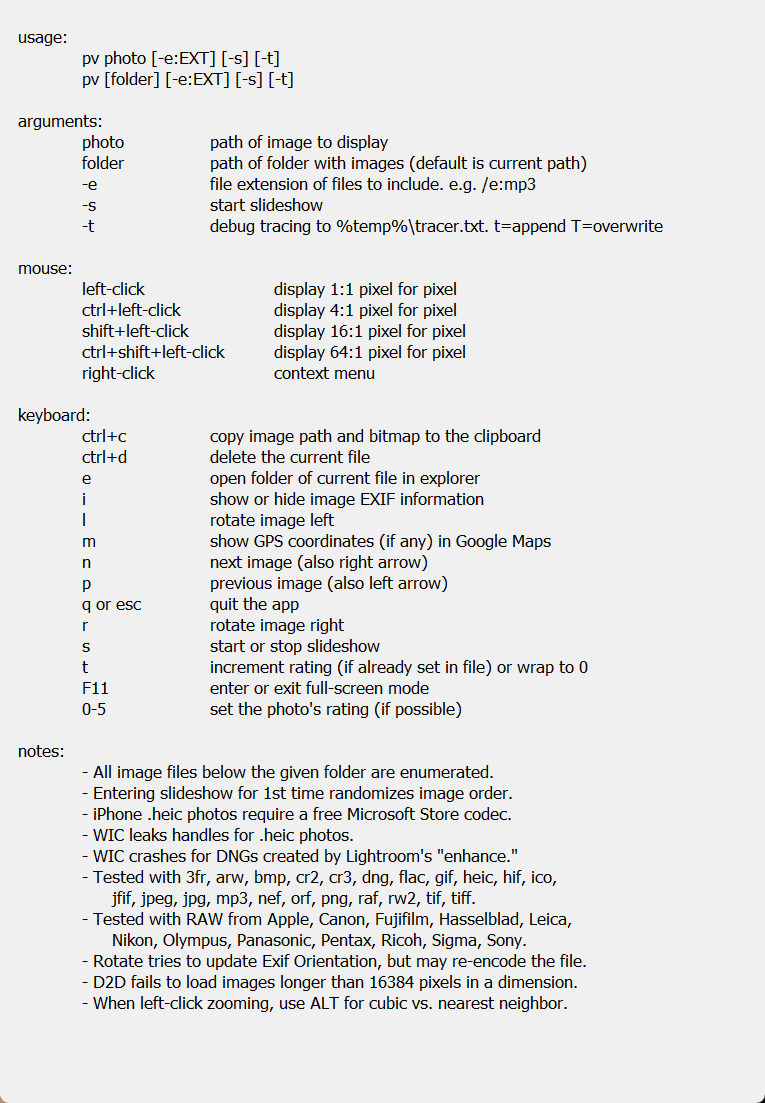 usage:
pv photo [-e:EXT] [-s] [-t]
pv [folder] [-e:EXT] [-s] [-t]
arguments:
photo path of image to display
folder path of folder with images (default is current path)
-e file extension of files to include. e.g. /e:mp3
-s start slideshow
-t debug tracing to %temp%\tracer.txt. t=append T=overwrite
mouse:
left-click display 1:1 pixel for pixel
ctrl+left-click display 4:1 pixel for pixel
shift+left-click display 16:1 pixel for pixel
ctrl+shift+left-click display 64:1 pixel for pixel
right-click context menu
keyboard:
ctrl+c copy image path and bitmap to the clipboard
ctrl+d delete the current file
e open folder of current file in explorer
i show or hide image EXIF information
l rotate image left
m show GPS coordinates (if any) in Google Maps
n next image (also right arrow)
p previous image (also left arrow)
q or esc quit the app
r rotate image right
s start or stop slideshow
t increment rating (if already set in file) or wrap to 0
F11 enter or exit full-screen mode
0-5 set the photo's rating (if possible)
notes:
- All image files below the given folder are enumerated.
- Entering slideshow for 1st time randomizes image order.
- iPhone .heic photos require a free Microsoft Store codec.
- WIC leaks handles for .heic photos.
- WIC crashes for DNGs created by Lightroom's "enhance."
- Tested with 3fr, arw, bmp, cr2, cr3, dng, flac, gif, heic, hif, ico,
jfif, jpeg, jpg, mp3, nef, orf, png, raf, rw2, tif, tiff.
- Tested with RAW from Apple, Canon, Fujifilm, Hasselblad, Leica,
Nikon, Olympus, Panasonic, Pentax, Ricoh, Sigma, Sony.
- Rotate tries to update Exif Orientation, but may re-encode the file.
- D2D fails to load images longer than 16384 pixels in a dimension.
- When left-click zooming, use ALT for cubic vs. nearest neighbor.